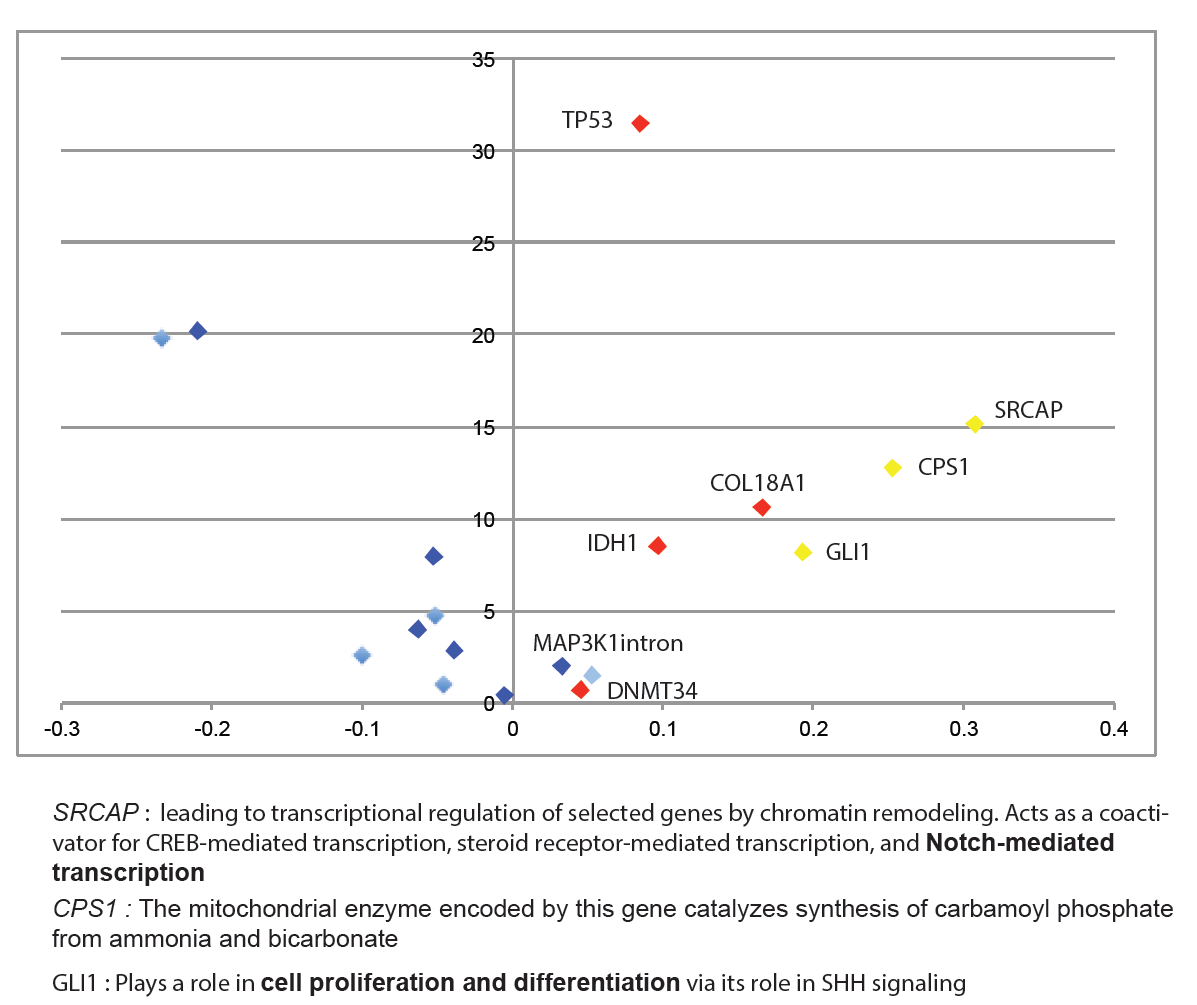 35
TP53
30
25
20
SRCAP
15
CPS1
COL18A1
10
IDH1
GLI1
5
MAP3K1intron
DNMT34
0
-0.3 -0.2 -0.1 0 0.1 0.2 0.3 0.4
SRCAP : leading to transcriptional regulation of selected genes by chromatin remodeling. Acts as a coacti-
vator for CREB-mediated transcription, steroid receptor-mediated transcription, and Notch-mediated
transcription
CPS1 : The mitochondrial enzyme encoded by this gene catalyzes synthesis of carbamoyl phosphate
from ammonia and bicarbonate
GLI1 : Plays a role in cell proliferation and differentiation via its role in SHH signaling